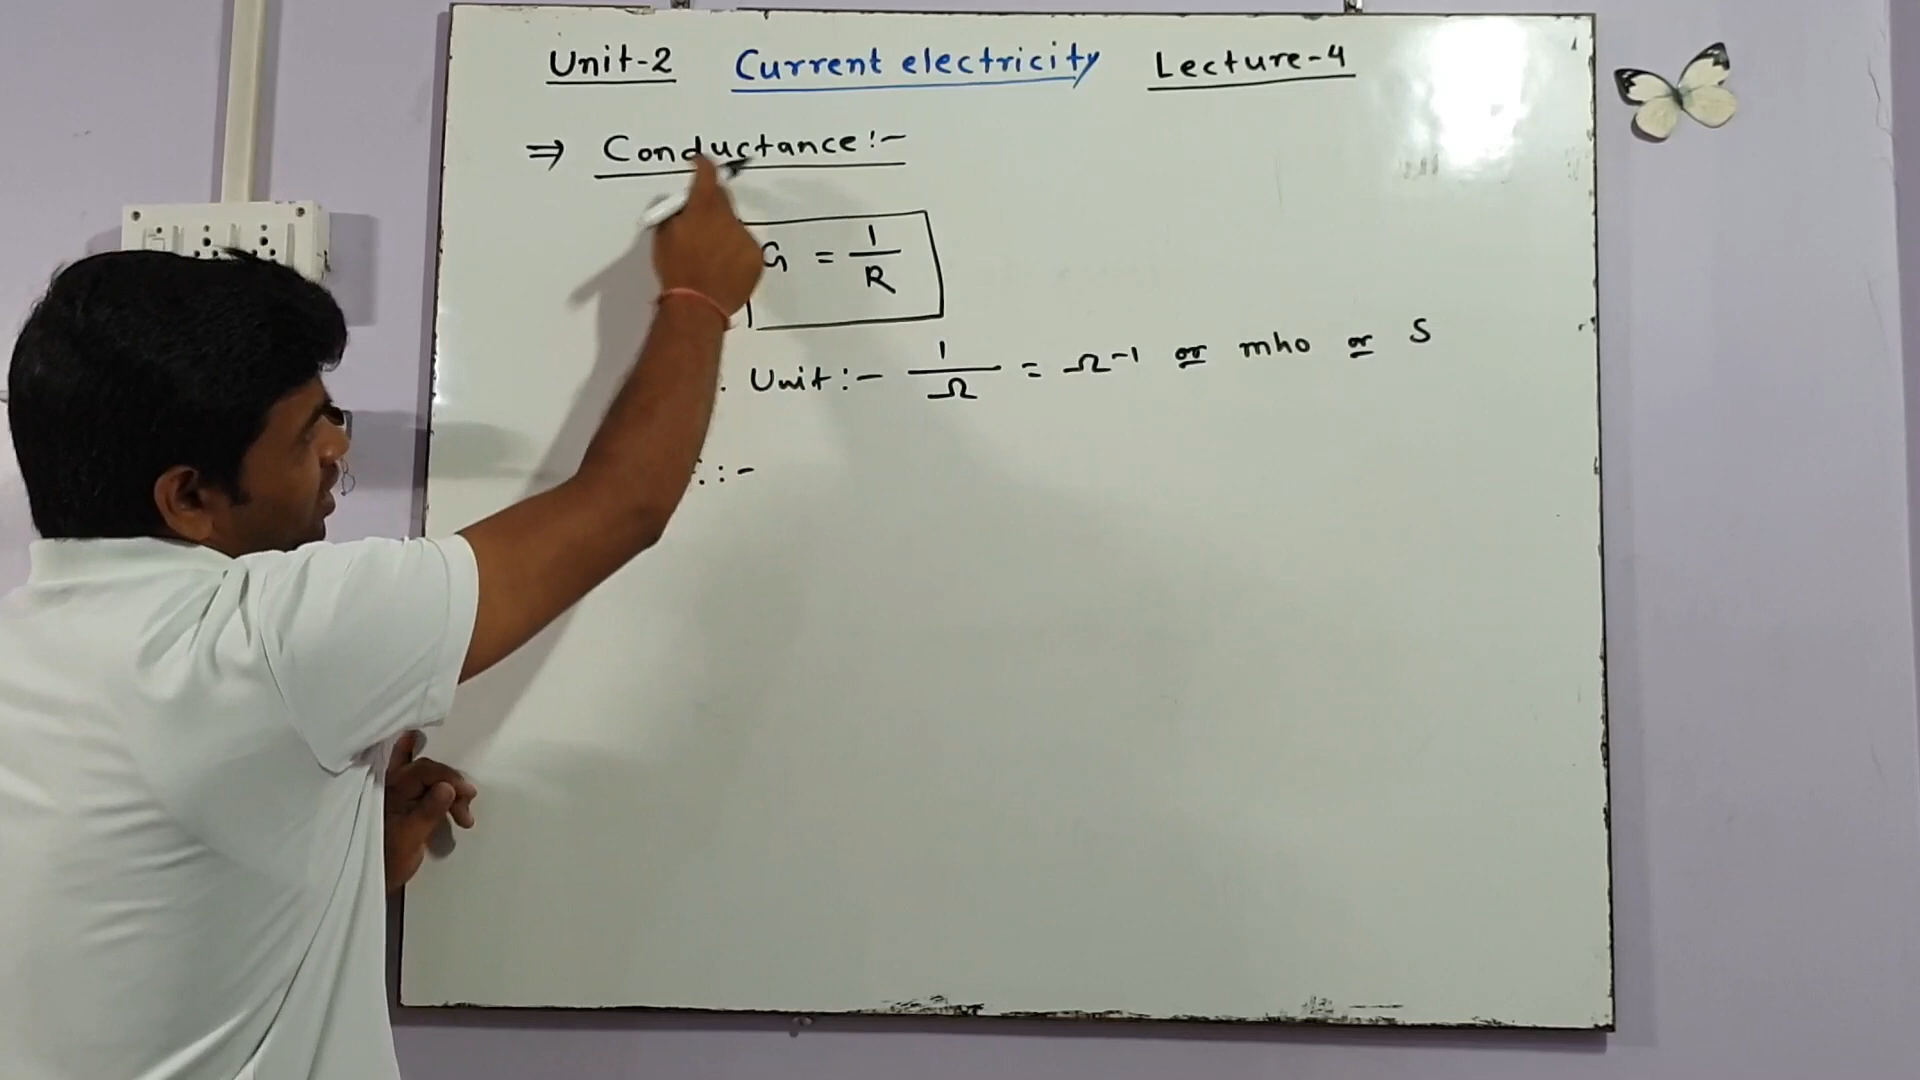 Unit-2 Current electricity Lecture-4
⇒ Conductance:-
G = 1/R
. Unit:- 1/Ω = Ω⁻¹ or mho or S
.:-